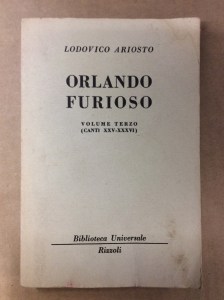 LODOVICO ARIOSTO
ORLANDO
FURIOSO
VOLUME TERZO
(CANTI XXV-XXXVI)
Biblioteca Universale
Rizzoli